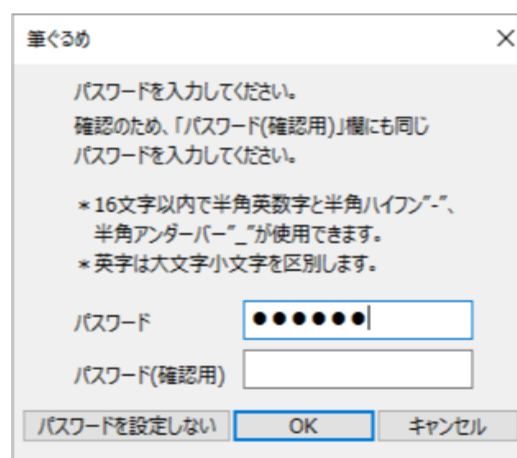 筆ぐるめ
パスワードを入力してください。
確認のため、「パスワード(確認用)」欄にも同じ
パスワードを入力してください。
＊16文字以内で半角英数字と半角ハイフン"-"、
半角アンダーバー"_"が使用できます。
＊英字は大文字小文字を区別します。
パスワード ●●●●●●
パスワード(確認用)
パスワードを設定しない OK キャンセル